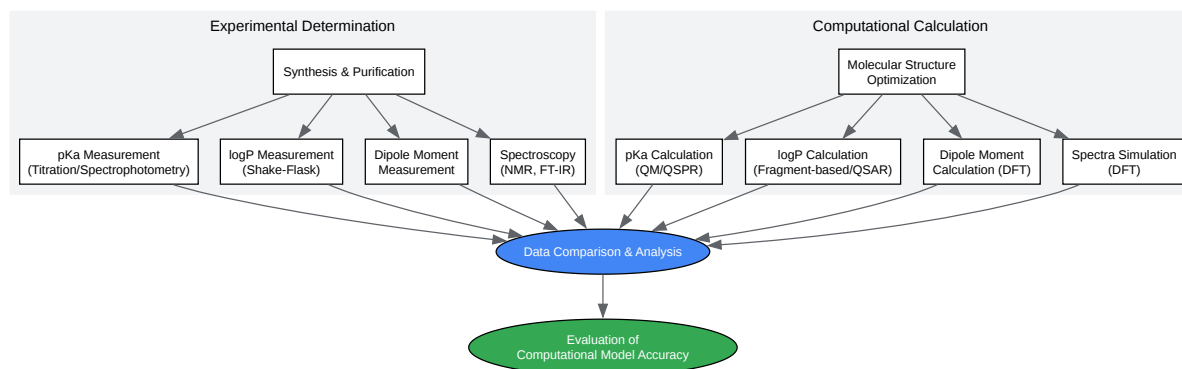 Experimental Determination
Computational Calculation
Synthesis & Purification
Molecular Structure
Optimization
pKa Measurement
(Titration/Spectrophotometry)
logP Measurement
(Shake-Flask)
Dipole Moment
Measurement
Spectroscopy
(NMR, FT-IR)
pKa Calculation
(QM/QSPR)
logP Calculation
(Fragment-based/QSAR)
Dipole Moment
Calculation (DFT)
Spectra Simulation
(DFT)
Data Comparison & Analysis
Evaluation of
Computational Model Accuracy